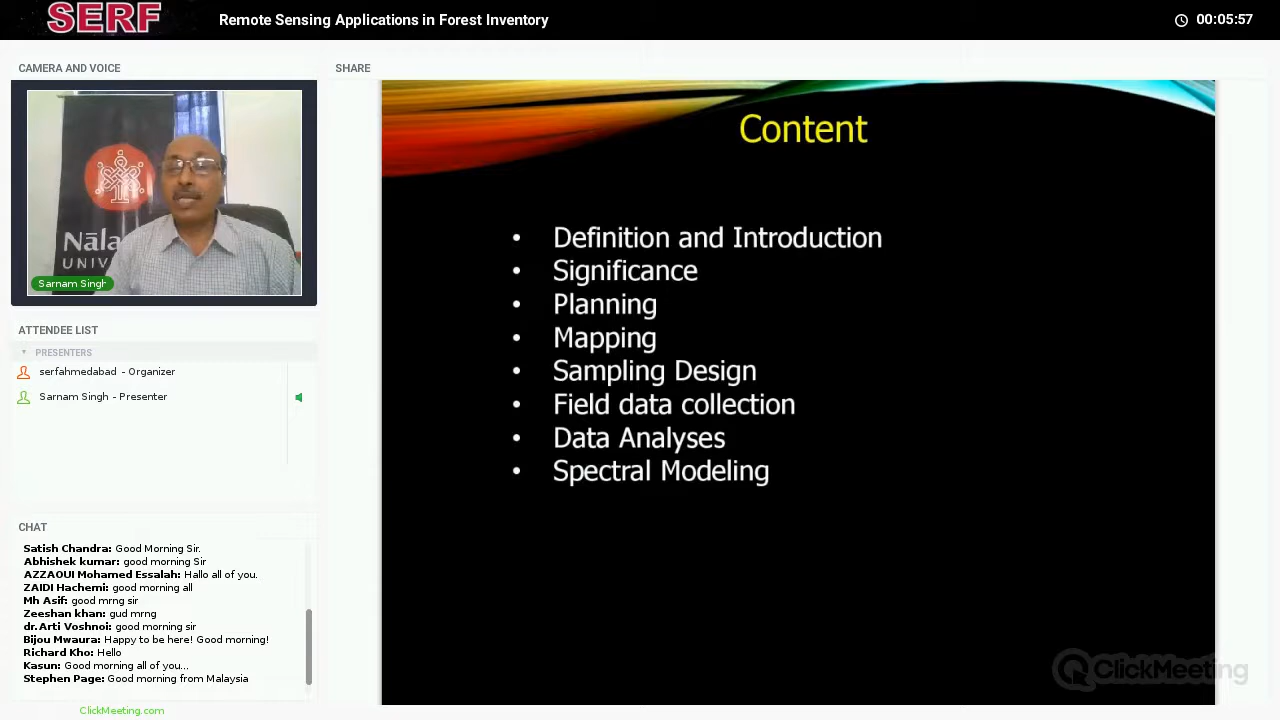 SERF
Remote Sensing Applications in Forest Inventory
00:05:57
CAMERA AND VOICE
Nāla
UNIV
Sarnam Singh
ATTENDEE LIST
PRESENTERS
serfahmedabad - Organizer
Sarnam Singh - Presenter
CHAT
Satish Chandra: Good Morning Sir.
Abhishek kumar: good morning Sir
AZZAOUI Mohamed Essalah: Hallo all of you.
ZAIDI Hachemi: good morning all
Mh Asif: good mrng sir
Zeeshan khan: gud mrng
dr.Arti Voshnoi: good morning sir
Bijou Mwaura: Happy to be here! Good morning!
Richard Kho: Hello
Kasun: Good morning all of you...
Stephen Page: Good morning from Malaysia
ClickMeeting.com
SHARE
Content
• Definition and Introduction
• Significance
• Planning
• Mapping
• Sampling Design
• Field data collection
• Data Analyses
• Spectral Modeling
ClickMeeting